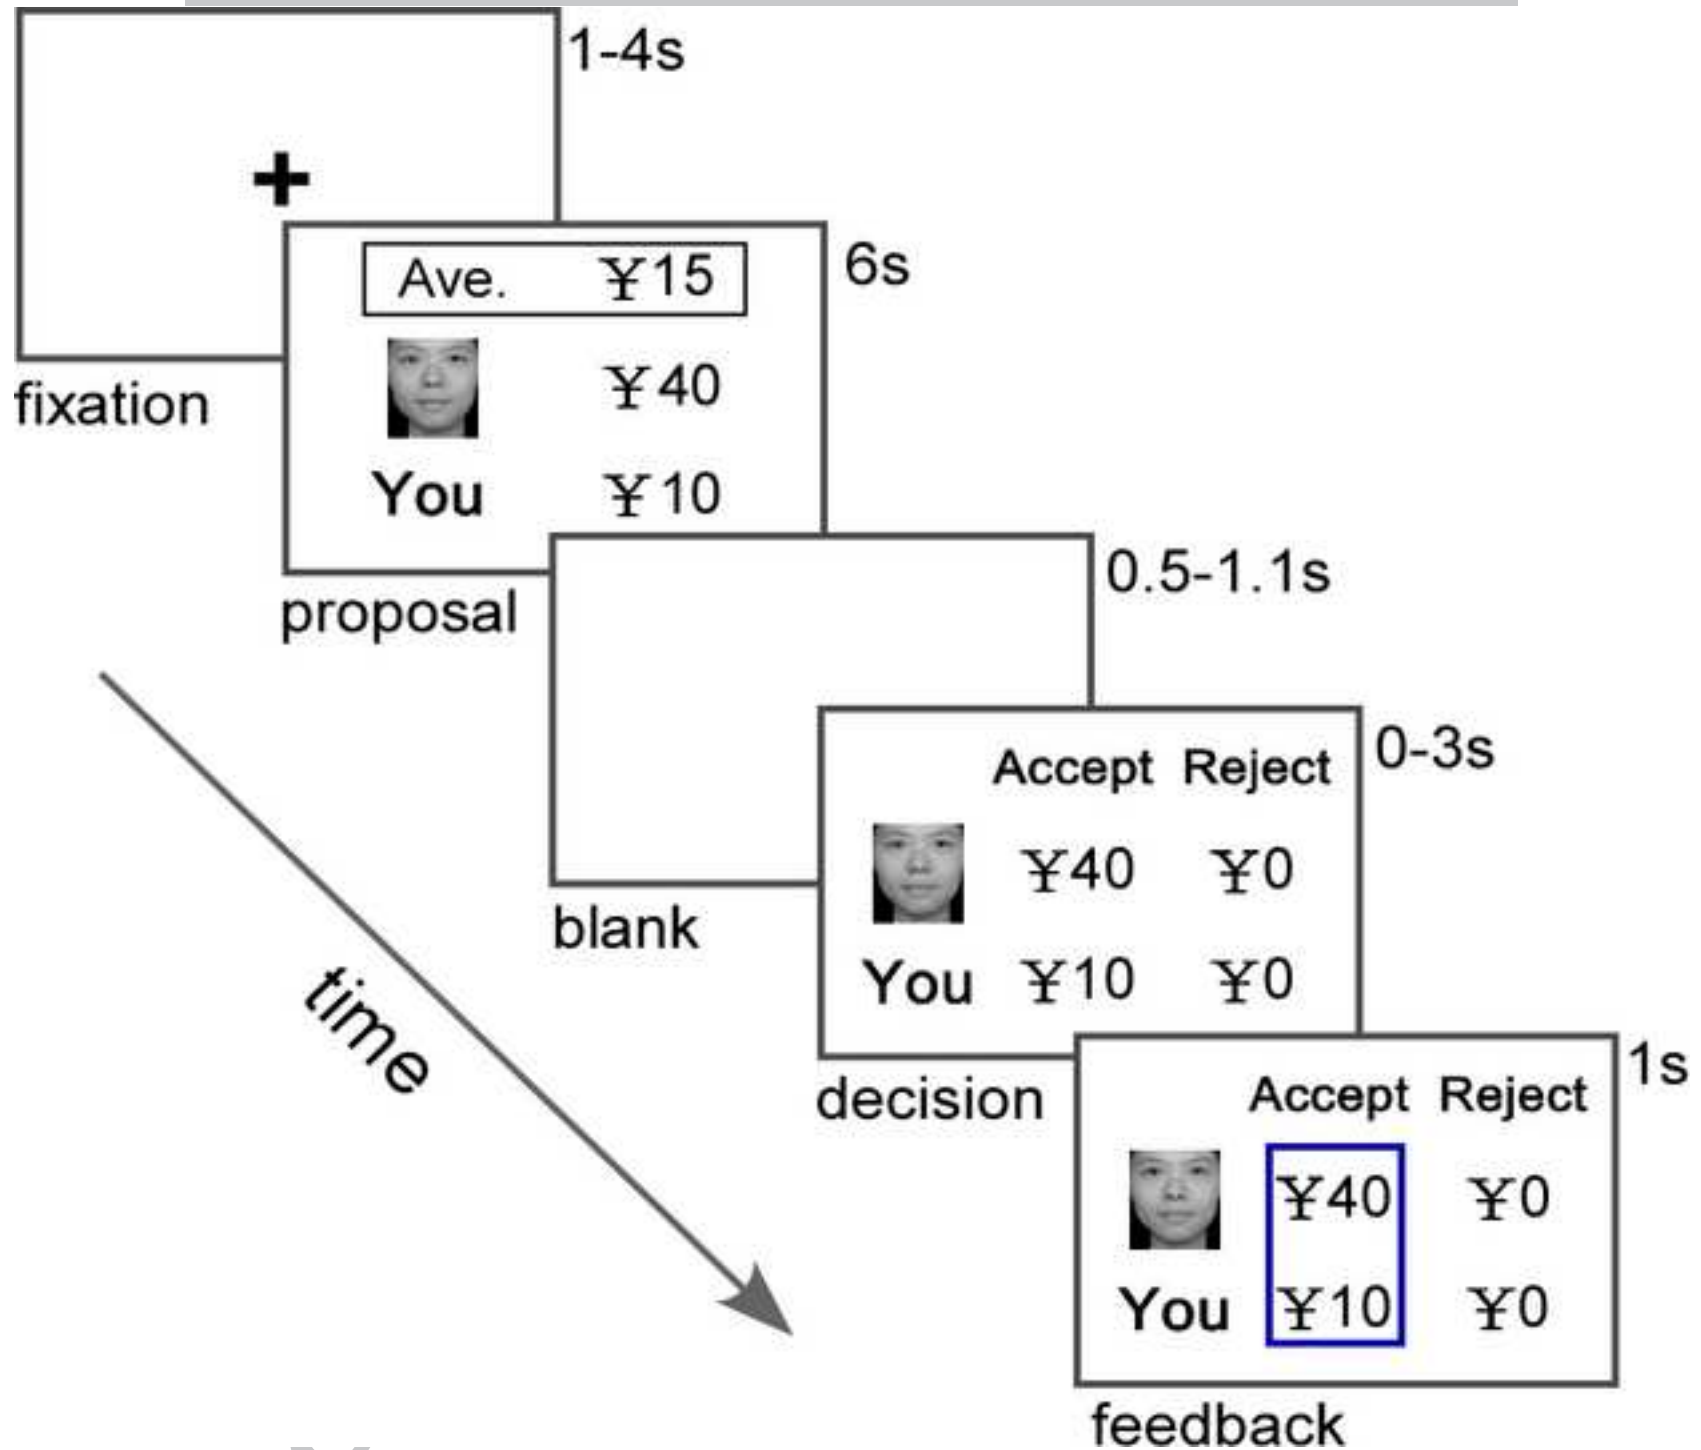 1-4s
+
fixation
Ave. ¥15
6s
¥40
You ¥10
proposal
0.5-1.1s
blank
Accept Reject
0-3s
¥40 ¥0
You ¥10 ¥0
decision
Accept Reject
1s
¥40 ¥0
You ¥10 ¥0
feedback
time